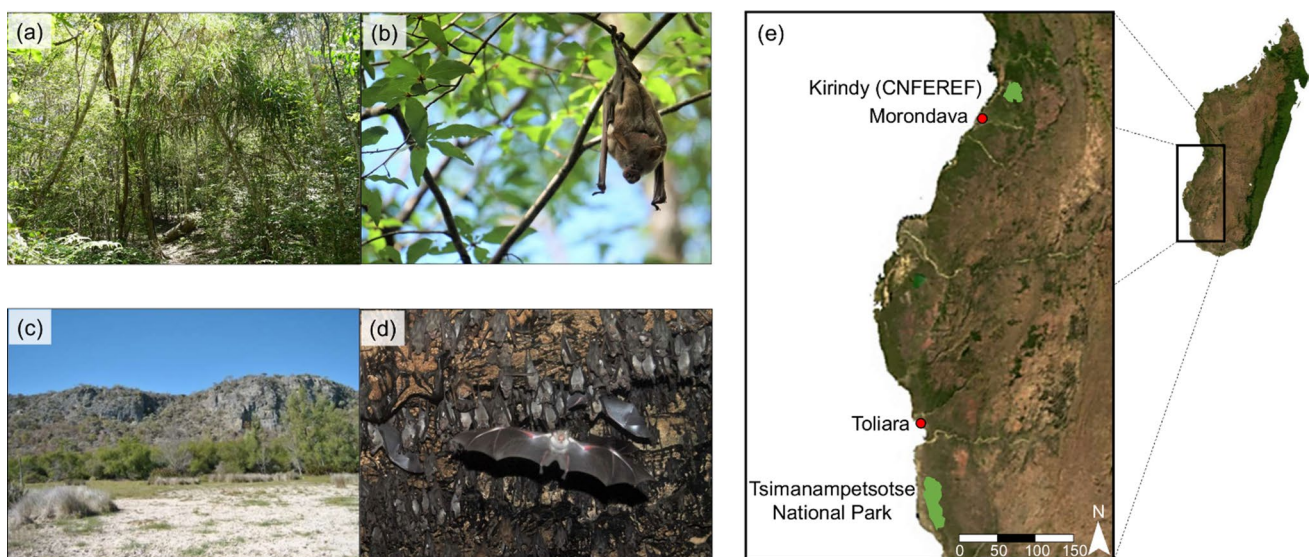 (a)
(b)
(c)
(d)
(e)
Kirindy (CNFEREF)
Morondava
Toliara
Tsimanampetsotse
National Park
N
0 50 100 150